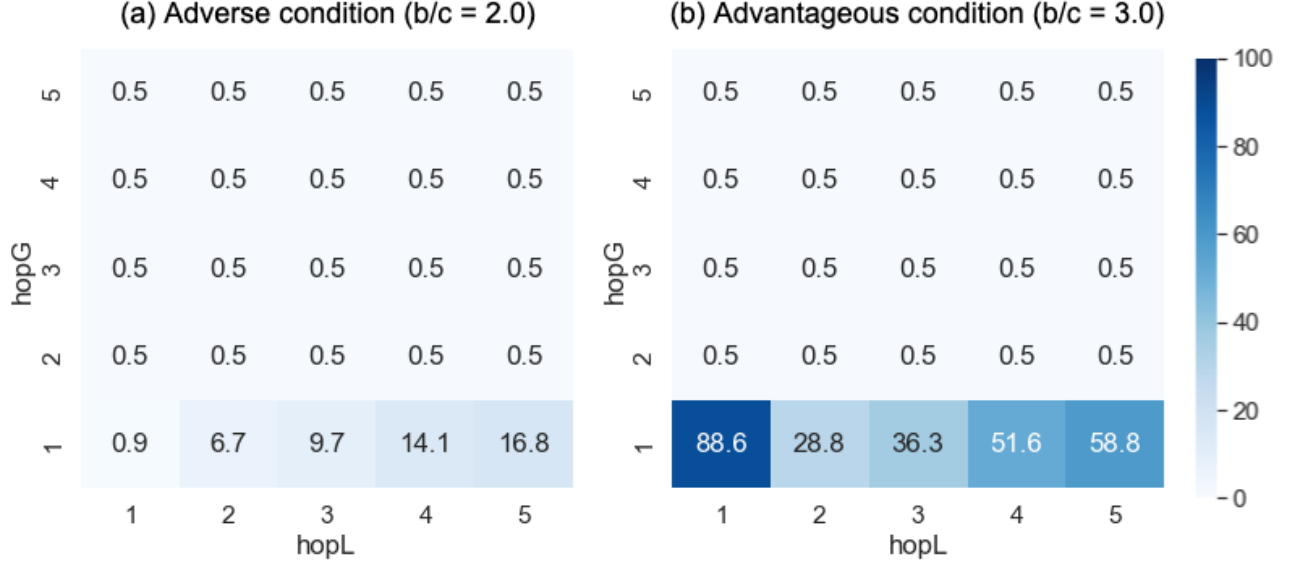 (a) Adverse condition (b/c = 2.0)
(b) Advantageous condition (b/c = 3.0)
hopG
5 0.5 0.5 0.5 0.5 0.5
4 0.5 0.5 0.5 0.5 0.5
3 0.5 0.5 0.5 0.5 0.5
2 0.5 0.5 0.5 0.5 0.5
1 0.9 6.7 9.7 14.1 16.8
1 2 3 4 5
hopL
hopG
5 0.5 0.5 0.5 0.5 0.5
4 0.5 0.5 0.5 0.5 0.5
3 0.5 0.5 0.5 0.5 0.5
2 0.5 0.5 0.5 0.5 0.5
1 88.6 28.8 36.3 51.6 58.8
1 2 3 4 5
hopL
100
80
60
40
20
0